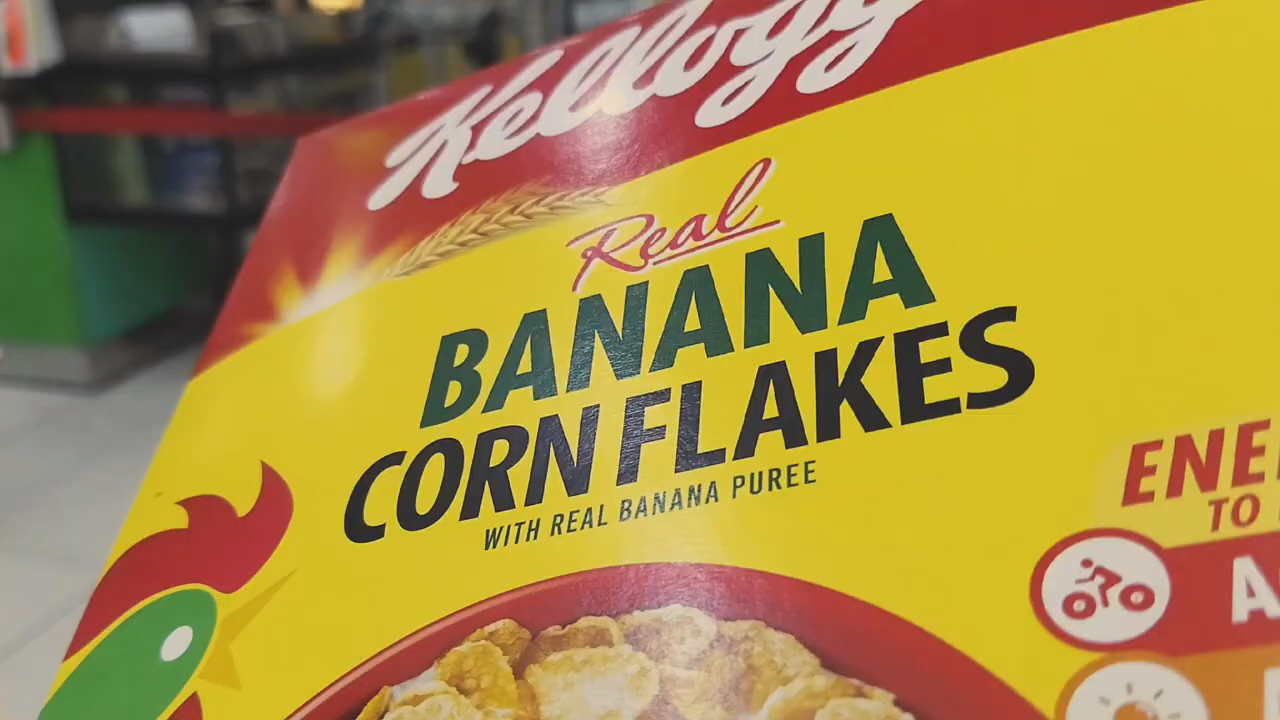 Kellogg
Real
BANANA
CORN FLAKES
WITH REAL BANANA PUREE
ENE
TO
A